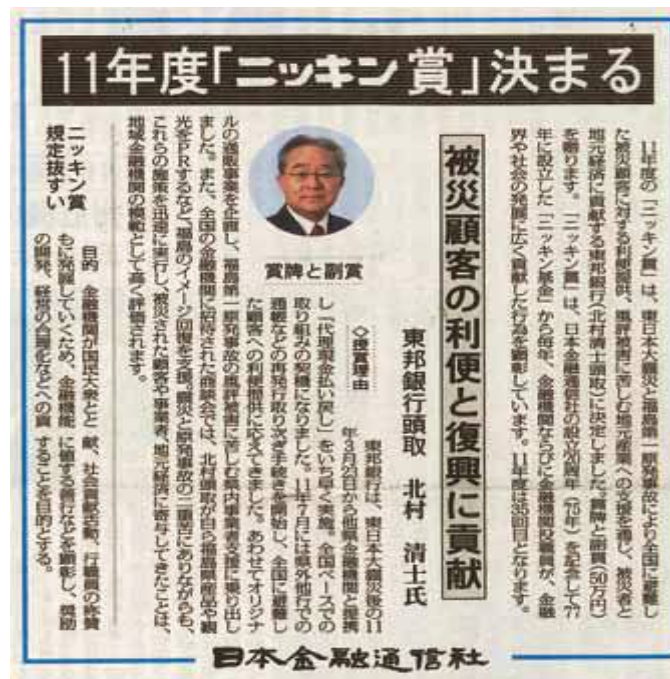 11年度「ニッキン賞」決まる
11年度の「ニッキン賞」は、東日本大震災と福島第一原発事故により全国に避難し
た被災顧客に対する利便提供、風評被害に苦しむ地元産業への支援を通し、被災者と
地元経済に貢献する東邦銀行(北村清士頭取)に決定しました。賞牌と副賞(50万円)
を贈ります。「ニッキン賞」は、日本金融通信社の設立20周年(75年)を記念して77
年に設立した「ニッキン基金」から毎年、金融機関ならびに金融機関役職員が、金融
界や社会の発展に広く貢献した行為を顕彰しています。11年度は35回目となります。
被災顧客の利便と復興に貢献
東邦銀行頭取 北村 清士氏
賞牌と副賞
◇授賞理由
東邦銀行は、東日本大震災後の11
年3月23日から他県金融機関と提携
し「代理現金払い戻し」をいち早く実施。全国ベースでの
取り組みの契機になりました。11年7月には県外他行での
通帳などの再発行取り次ぎ手続きを開始し、全国に避難し
た顧客への利便提供に応えてきました。あわせてオリジナ
ルの通販事業を企画し、福島第一原発事故の風評被害に苦しむ県内事業者支援に乗り出し
ました。また、全国の金融機関に招待された商談会では、北村頭取が自ら福島県産品や観
光をPRするなど、福島のイメージ回復を支援。震災と原発事故の二重苦にありながらも、
これらの施策を迅速に実行し、被災された顧客や事業者、地元経済に寄与してきたことは、
地域金融機関の模範として高く評価されます。
ニッキン賞
規定抜すい
目的 金融機関が国民大衆とと
もに発展していくため、金融機能
の開発、経営の合理化などへの貢
献、社会貢献活動、行職員の称賛
に値する善行などを顕彰し、奨励
することを目的とする。
日本金融通信社